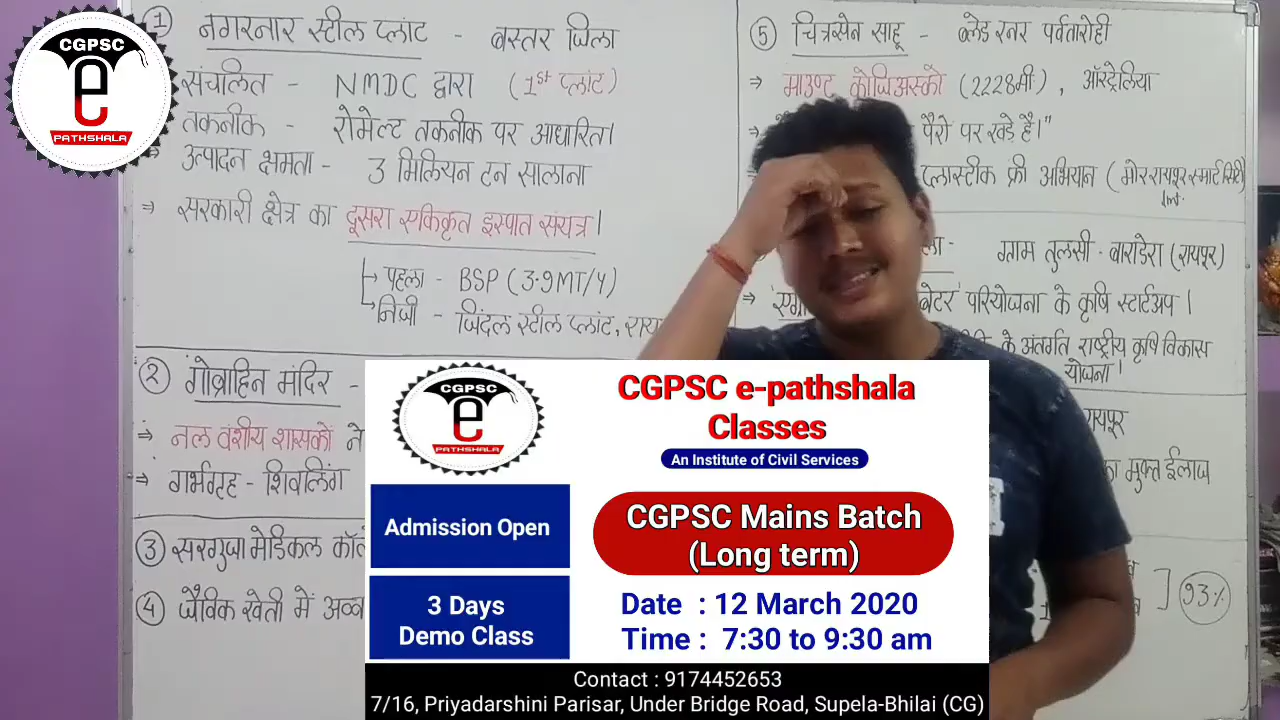 CGPSC
e
PATHSHALA
① नगरनार स्टील प्लांट - बस्तर जिला
संचलित - NMDC द्वारा (1st प्लांट)
तकनीक - रोमेल्ट तकनीक पर आधारित।
⇒ उत्पादन क्षमता - 3 मिलियन टन सालाना
⇒ सरकारी क्षेत्र का दूसरा एकिकृत इस्पात संयत्र।
↳ पहला - BSP (3.9MT/Y)
↳ निजी - जिंदल स्टील प्लांट,
② गोब्राहिन मंदिर -
⇒ नल वंशीय शासकों ने
⇒ गर्भगृह - शिवलिंग
③ सरगुजा मेडिकल
④ जैविक खेती में
⑤ चित्रसेन साहू - ब्लेड रनर पर्वतारोही
⇒ माउण्ट कोजिअस्को (2228मी), ऑस्ट्रेलिया
पैरो पर खड़े है।"
प्लास्टीक फ्री अभियान (मोर रायपुर स्मार्ट सिटी)
lmt.
ग्राम तुलसी - बाराडेरा (रायपुर)
परियोजना के कृषि स्टार्टअप।
के अंतर्गत राष्ट्रीय कृषि विकास
योजना।
रायपुर
का मुफ्त ईलाज
93%
CGPSC
e
PATHSHALA
CGPSC e-pathshala
Classes
An Institute of Civil Services
Admission Open
CGPSC Mains Batch
(Long term)
3 Days
Demo Class
Date : 12 March 2020
Time : 7:30 to 9:30 am
Contact : 9174452653
7/16, Priyadarshini Parisar, Under Bridge Road, Supela-Bhilai (CG)